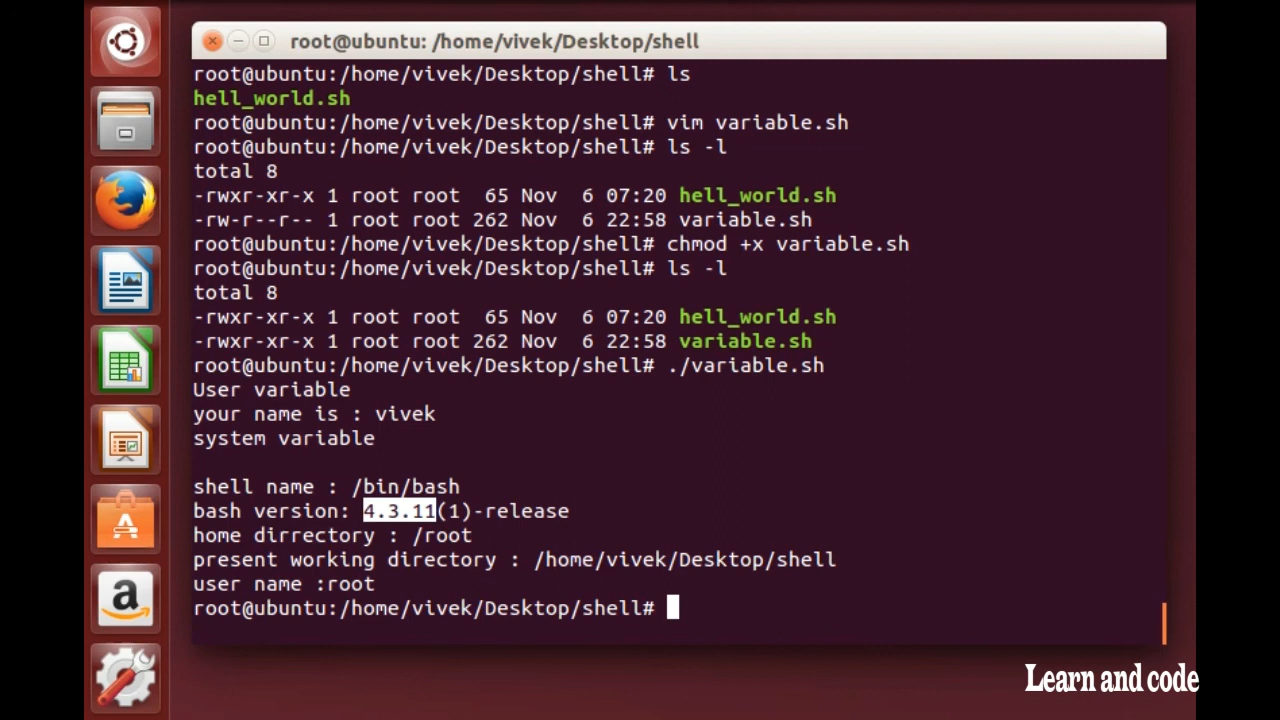 root@ubuntu: /home/vivek/Desktop/shell
root@ubuntu:/home/vivek/Desktop/shell# ls
hell_world.sh
root@ubuntu:/home/vivek/Desktop/shell# vim variable.sh
root@ubuntu:/home/vivek/Desktop/shell# ls -l
total 8
-rwxr-xr-x 1 root root  65 Nov  6 07:20 hell_world.sh
-rw-r--r-- 1 root root 262 Nov  6 22:58 variable.sh
root@ubuntu:/home/vivek/Desktop/shell# chmod +x variable.sh
root@ubuntu:/home/vivek/Desktop/shell# ls -l
total 8
-rwxr-xr-x 1 root root  65 Nov  6 07:20 hell_world.sh
-rwxr-xr-x 1 root root 262 Nov  6 22:58 variable.sh
root@ubuntu:/home/vivek/Desktop/shell# ./variable.sh
User variable
your name is : vivek
system variable
shell name : /bin/bash
bash version: 4.3.11(1)-release
home dirrectory : /root
present working directory : /home/vivek/Desktop/shell
user name :root
root@ubuntu:/home/vivek/Desktop/shell#
Learn and code